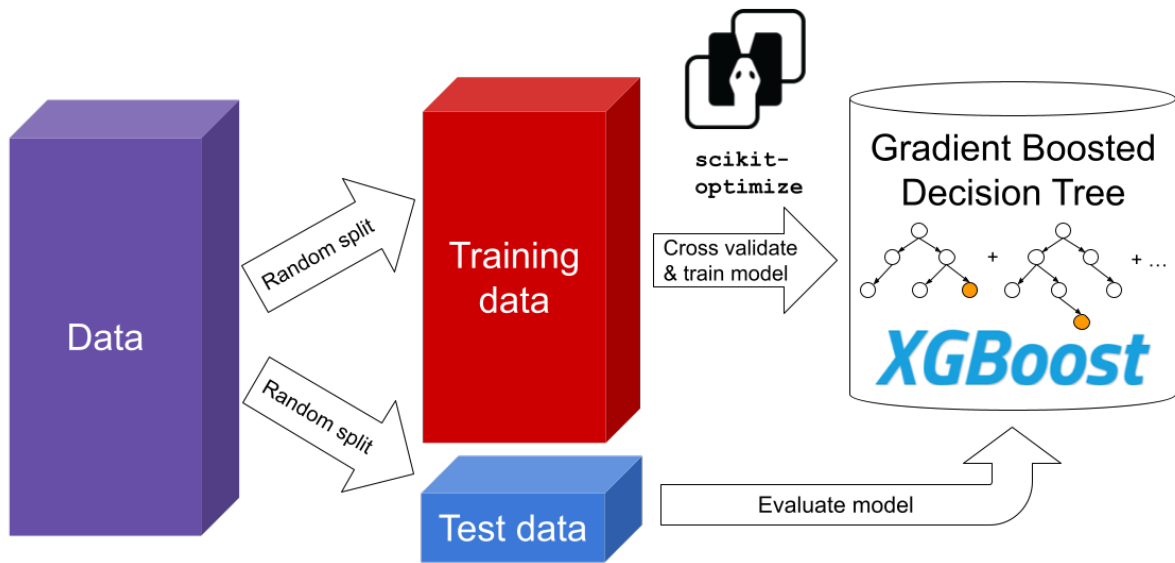 Data
Random split
Random split
Training
data
Test data
scikit-
optimize
Cross validate
& train model
Evaluate model
Gradient Boosted
Decision Tree
+
+ ...
XGBoost